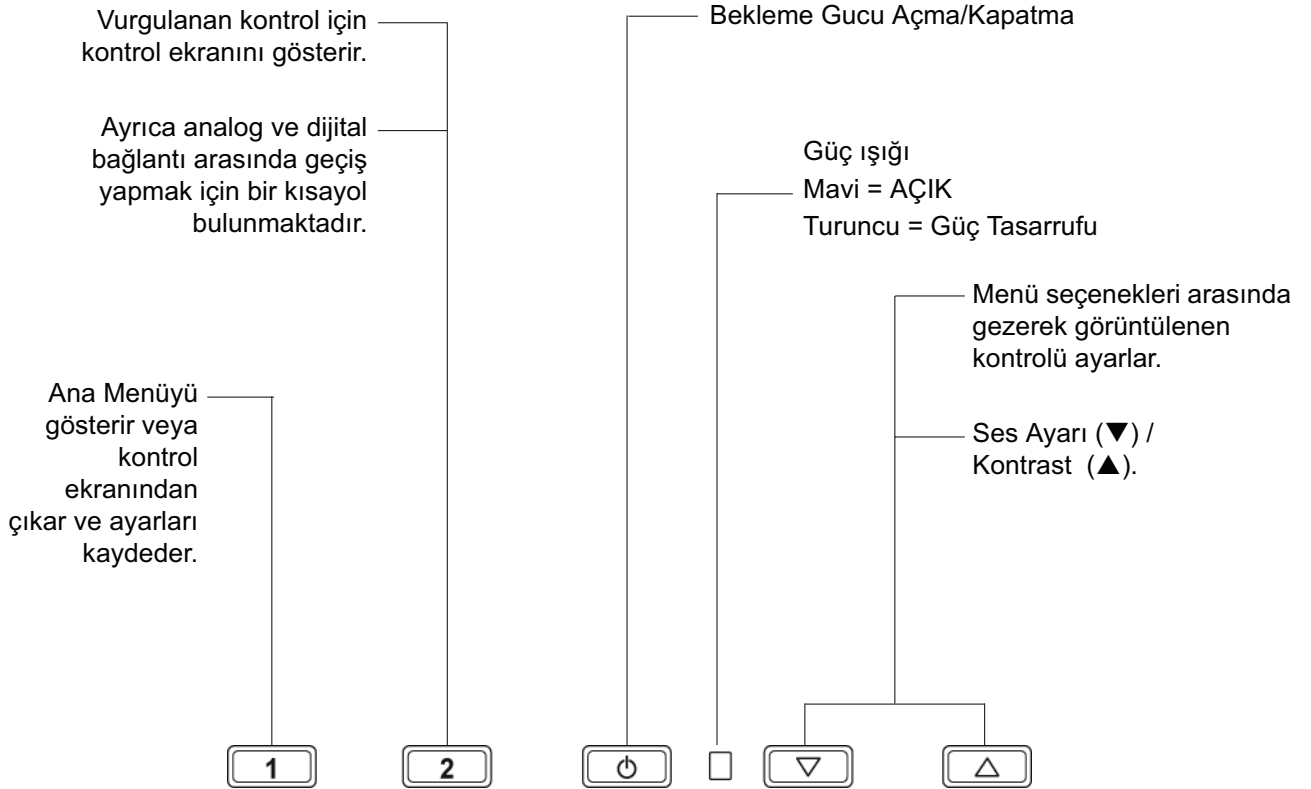 Vurgulanan kontrol için
kontrol ekranını gösterir.
Ayrıca analog ve dijital
bağlantı arasında geçiş
yapmak için bir kısayol
bulunmaktadır.
Ana Menüyü
gösterir veya
kontrol
ekranından
çıkar ve ayarları
kaydeder.
Bekleme Gucu Açma/Kapatma
Güç ışığı
Mavi = AÇIK
Turuncu = Güç Tasarrufu
Menü seçenekleri arasında
gezerek görüntülenen
kontrolü ayarlar.
Ses Ayarı (▼) /
Kontrast (▲).
1
2